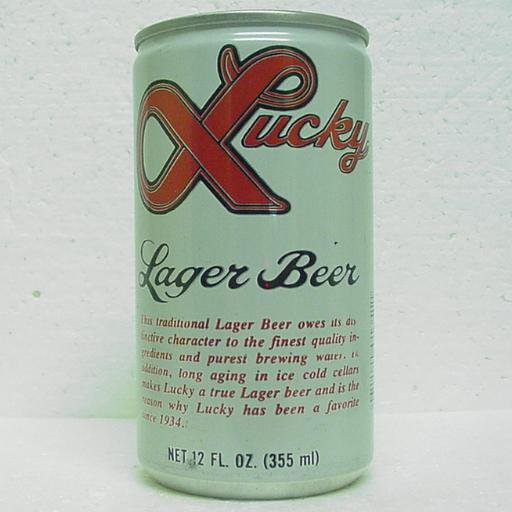 Lucky
Lager Beer
This traditional Lager Beer owes its dis
tinctive character to the finest quality in-
gredients and purest brewing water. In
addition, long aging in ice cold cellars
makes Lucky a true Lager beer and is the
reason why Lucky has been a favorite
since 1934.
NET 12 FL. OZ. (355 ml)